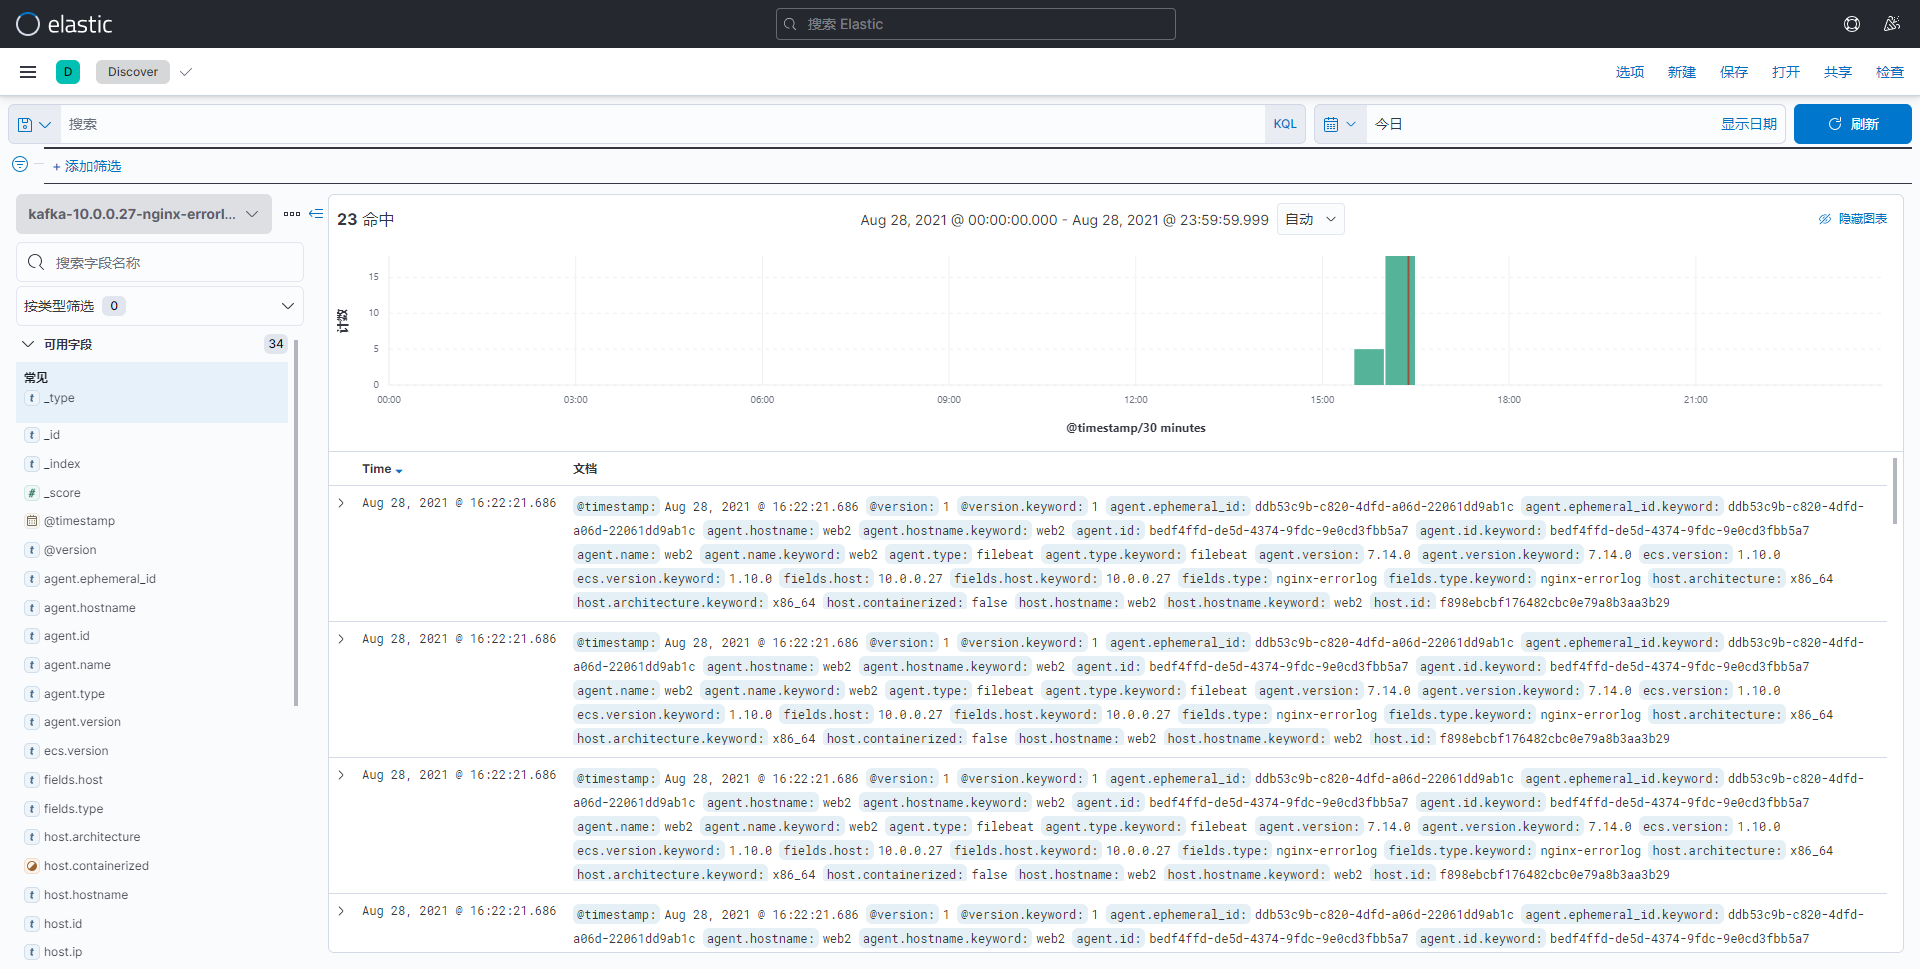 elastic
搜索 Elastic
D
Discover
选项 新建 保存 打开 共享 检查
搜索
KQL
今日
显示日期
刷新
+ 添加筛选
kafka-10.0.0.27-nginx-errorl...
搜索字段名称
按类型筛选 0
可用字段 34
常见
t _type
t _id
t _index
# _score
@timestamp
t @version
t agent.ephemeral_id
t agent.hostname
t agent.id
t agent.name
t agent.type
t agent.version
t ecs.version
t fields.host
t fields.type
t host.architecture
host.containerized
t host.hostname
t host.id
t host.ip
23 命中
Aug 28, 2021 @ 00:00:00.000 - Aug 28, 2021 @ 23:59:59.999
自动
隐藏图表
计数
15
10
5
0
00:00 03:00 06:00 09:00 12:00 15:00 18:00 21:00
@timestamp/30 minutes
Time 文档
Aug 28, 2021 @ 16:22:21.686 @timestamp: Aug 28, 2021 @ 16:22:21.686 @version: 1 @version.keyword: 1 agent.ephemeral_id: ddb53c9b-c820-4dfd-a06d-22061dd9ab1c agent.ephemeral_id.keyword: ddb53c9b-c820-4dfd-
a06d-22061dd9ab1c agent.hostname: web2 agent.hostname.keyword: web2 agent.id: bedf4ffd-de5d-4374-9fdc-9e0cd3fbb5a7 agent.id.keyword: bedf4ffd-de5d-4374-9fdc-9e0cd3fbb5a7
agent.name: web2 agent.name.keyword: web2 agent.type: filebeat agent.type.keyword: filebeat agent.version: 7.14.0 agent.version.keyword: 7.14.0 ecs.version: 1.10.0
ecs.version.keyword: 1.10.0 fields.host: 10.0.0.27 fields.host.keyword: 10.0.0.27 fields.type: nginx-errorlog fields.type.keyword: nginx-errorlog host.architecture: x86_64
host.architecture.keyword: x86_64 host.containerized: false host.hostname: web2 host.hostname.keyword: web2 host.id: f898ebcbf176482cbc0e79a8b3aa3b29
Aug 28, 2021 @ 16:22:21.686 @timestamp: Aug 28, 2021 @ 16:22:21.686 @version: 1 @version.keyword: 1 agent.ephemeral_id: ddb53c9b-c820-4dfd-a06d-22061dd9ab1c agent.ephemeral_id.keyword: ddb53c9b-c820-4dfd-
a06d-22061dd9ab1c agent.hostname: web2 agent.hostname.keyword: web2 agent.id: bedf4ffd-de5d-4374-9fdc-9e0cd3fbb5a7 agent.id.keyword: bedf4ffd-de5d-4374-9fdc-9e0cd3fbb5a7
agent.name: web2 agent.name.keyword: web2 agent.type: filebeat agent.type.keyword: filebeat agent.version: 7.14.0 agent.version.keyword: 7.14.0 ecs.version: 1.10.0
ecs.version.keyword: 1.10.0 fields.host: 10.0.0.27 fields.host.keyword: 10.0.0.27 fields.type: nginx-errorlog fields.type.keyword: nginx-errorlog host.architecture: x86_64
host.architecture.keyword: x86_64 host.containerized: false host.hostname: web2 host.hostname.keyword: web2 host.id: f898ebcbf176482cbc0e79a8b3aa3b29
Aug 28, 2021 @ 16:22:21.686 @timestamp: Aug 28, 2021 @ 16:22:21.686 @version: 1 @version.keyword: 1 agent.ephemeral_id: ddb53c9b-c820-4dfd-a06d-22061dd9ab1c agent.ephemeral_id.keyword: ddb53c9b-c820-4dfd-
a06d-22061dd9ab1c agent.hostname: web2 agent.hostname.keyword: web2 agent.id: bedf4ffd-de5d-4374-9fdc-9e0cd3fbb5a7 agent.id.keyword: bedf4ffd-de5d-4374-9fdc-9e0cd3fbb5a7
agent.name: web2 agent.name.keyword: web2 agent.type: filebeat agent.type.keyword: filebeat agent.version: 7.14.0 agent.version.keyword: 7.14.0 ecs.version: 1.10.0
ecs.version.keyword: 1.10.0 fields.host: 10.0.0.27 fields.host.keyword: 10.0.0.27 fields.type: nginx-errorlog fields.type.keyword: nginx-errorlog host.architecture: x86_64
host.architecture.keyword: x86_64 host.containerized: false host.hostname: web2 host.hostname.keyword: web2 host.id: f898ebcbf176482cbc0e79a8b3aa3b29
Aug 28, 2021 @ 16:22:21.686 @timestamp: Aug 28, 2021 @ 16:22:21.686 @version: 1 @version.keyword: 1 agent.ephemeral_id: ddb53c9b-c820-4dfd-a06d-22061dd9ab1c agent.ephemeral_id.keyword: ddb53c9b-c820-4dfd-
a06d-22061dd9ab1c agent.hostname: web2 agent.hostname.keyword: web2 agent.id: bedf4ffd-de5d-4374-9fdc-9e0cd3fbb5a7 agent.id.keyword: bedf4ffd-de5d-4374-9fdc-9e0cd3fbb5a7